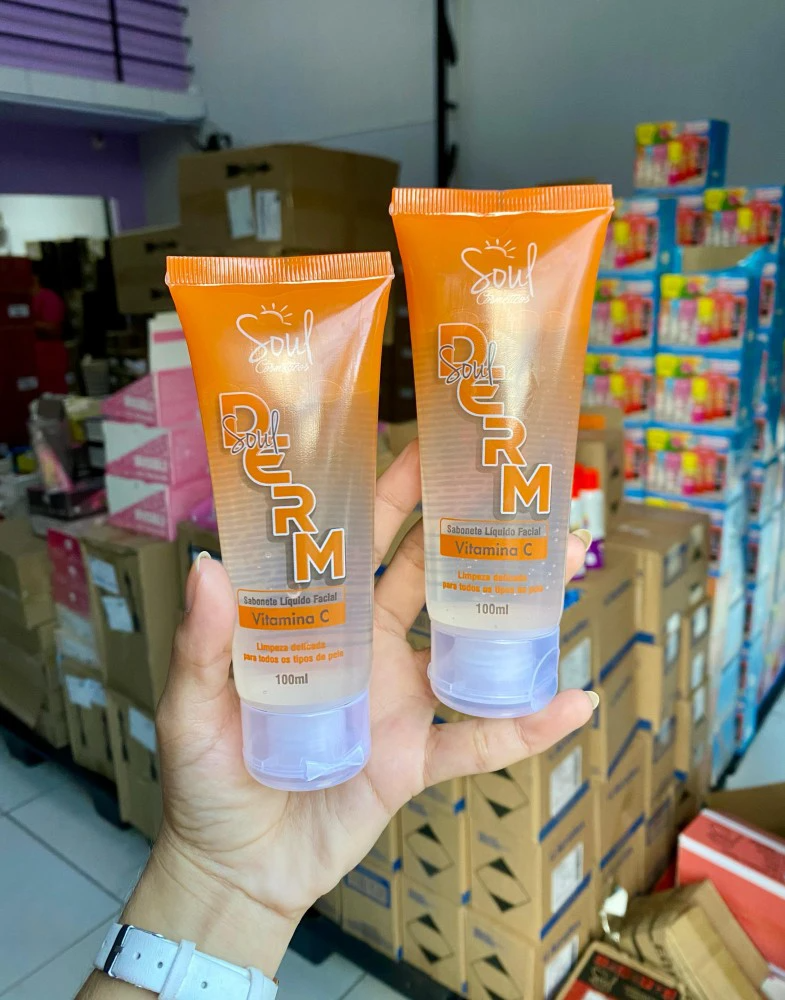 Soul
Cosméticos
DERM
Soul
Sabonete Líquido Facial
Vitamina C
Limpeza delicada
para todos os tipos de pele
100ml
Soul
Cosméticos
DERM
Soul
Sabonete Líquido Facial
Vitamina C
Limpeza delicada
para todos os tipos de pele
100ml